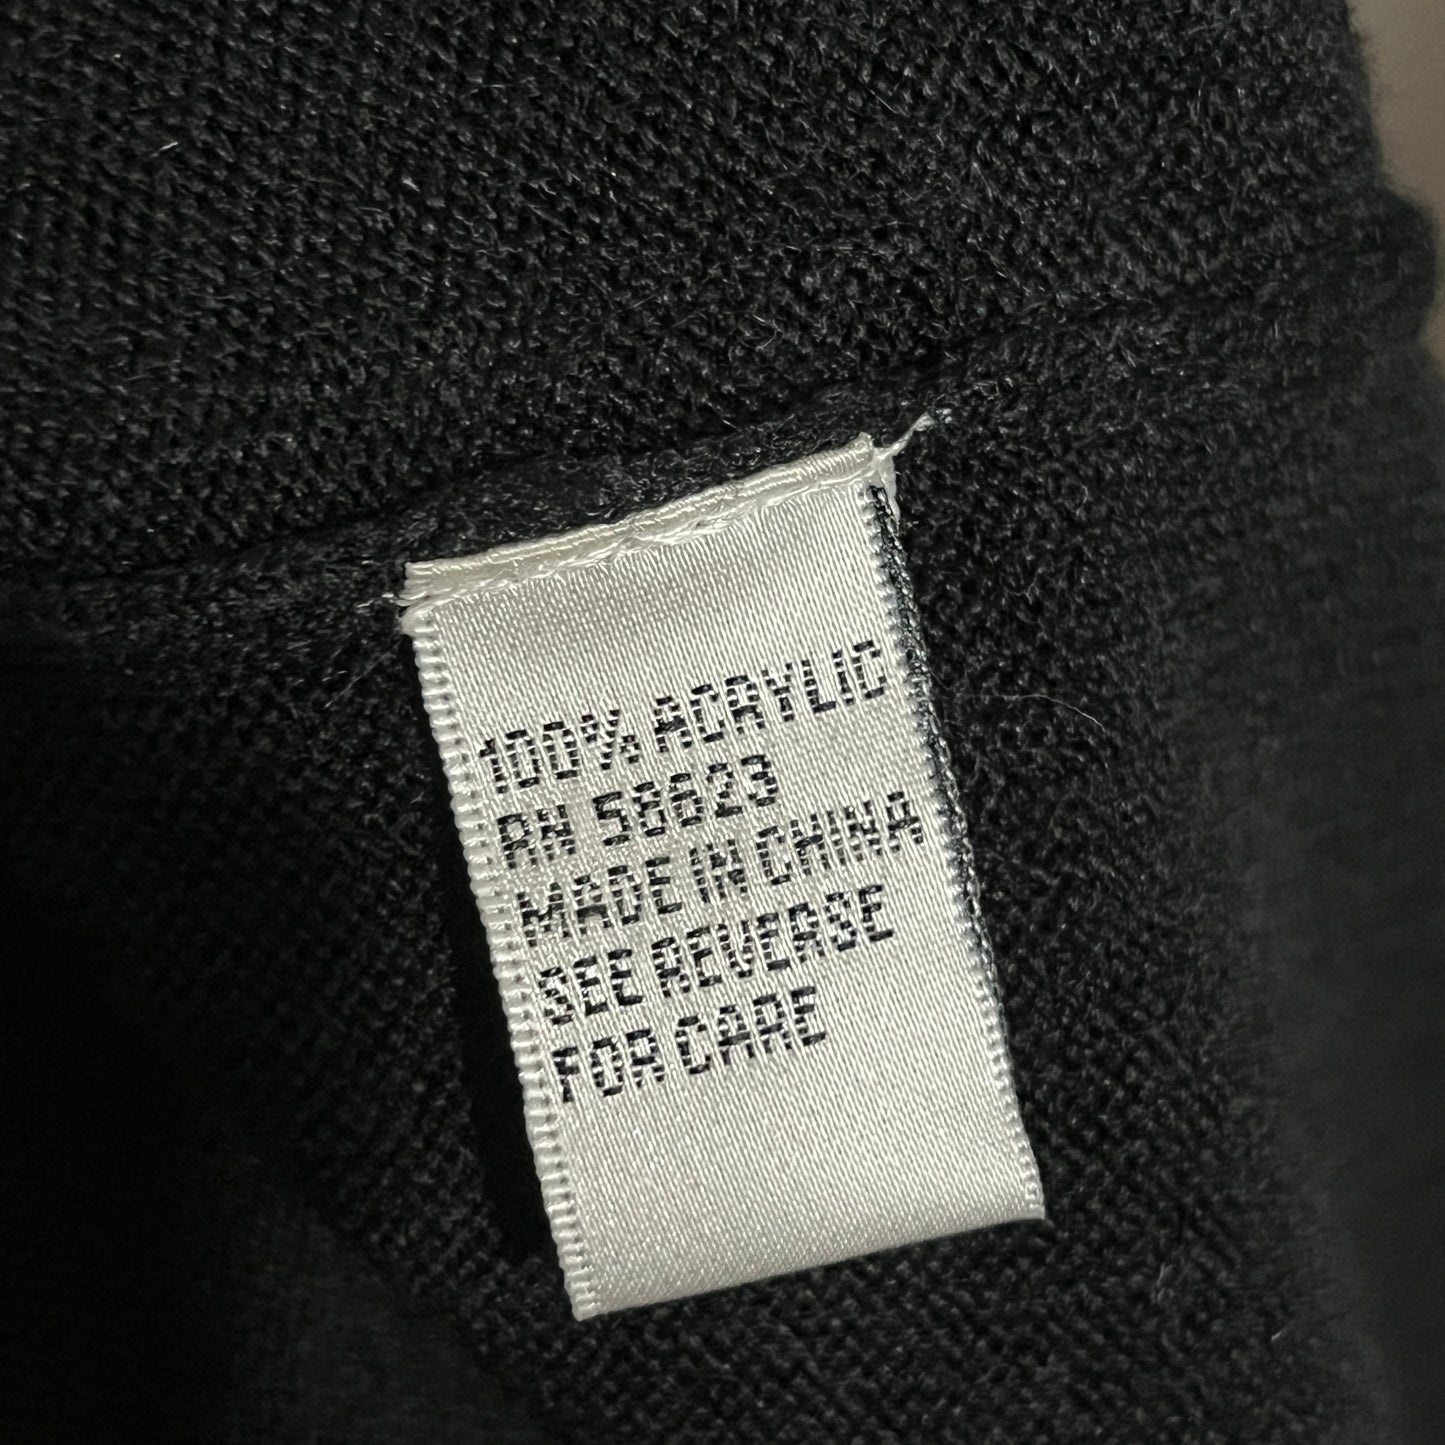 100% ACRYLIC
RN 58623
MADE IN CHINA
SEE REVERSE
FOR CARE